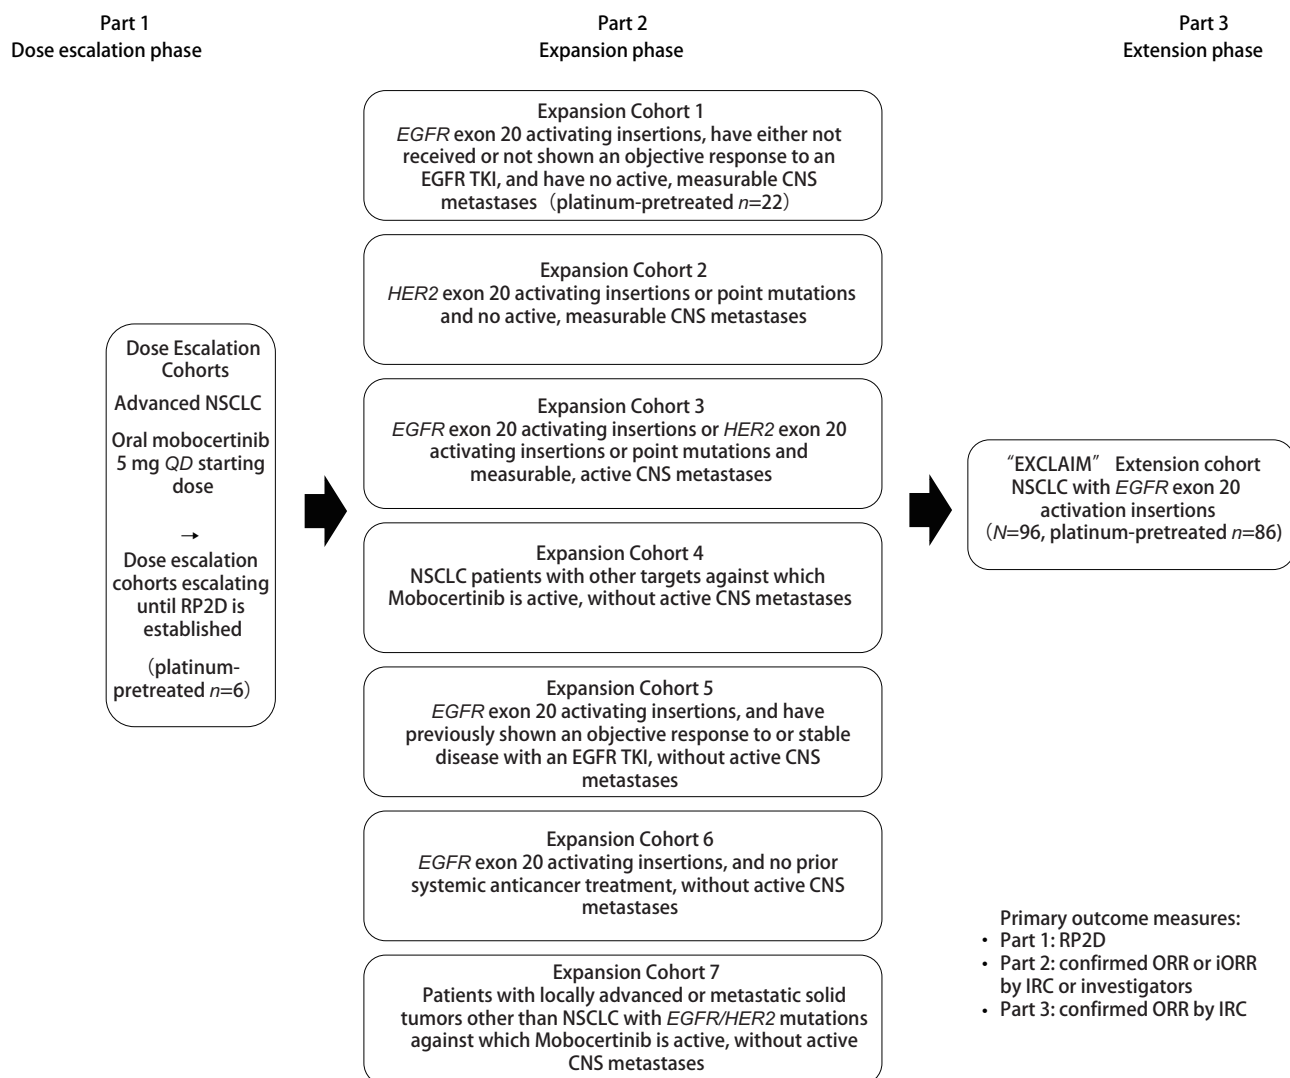 Part 1
Dose escalation phase
Part 2
Expansion phase
Part 3
Extension phase
Dose Escalation
Cohorts
Advanced NSCLC
Oral mobocertinib
5 mg QD starting
dose
→
Dose escalation
cohorts escalating
until RP2D is
established
（platinum-
pretreated n=6）
Expansion Cohort 1
EGFR exon 20 activating insertions, have either not
received or not shown an objective response to an
EGFR TKI, and have no active, measurable CNS
metastases（platinum-pretreated n=22）
Expansion Cohort 2
HER2 exon 20 activating insertions or point mutations
and no active, measurable CNS metastases
Expansion Cohort 3
EGFR exon 20 activating insertions or HER2 exon 20
activating insertions or point mutations and
measurable, active CNS metastases
Expansion Cohort 4
NSCLC patients with other targets against which
Mobocertinib is active, without active CNS metastases
Expansion Cohort 5
EGFR exon 20 activating insertions, and have
previously shown an objective response to or stable
disease with an EGFR TKI, without active CNS
metastases
Expansion Cohort 6
EGFR exon 20 activating insertions, and no prior
systemic anticancer treatment, without active CNS
metastases
Expansion Cohort 7
Patients with locally advanced or metastatic solid
tumors other than NSCLC with EGFR/HER2 mutations
against which Mobocertinib is active, without active
CNS metastases
“EXCLAIM” Extension cohort
NSCLC with EGFR exon 20
activation insertions
（N=96, platinum-pretreated n=86）
Primary outcome measures:
• Part 1: RP2D
• Part 2: confirmed ORR or iORR
by IRC or investigators
• Part 3: confirmed ORR by IRC